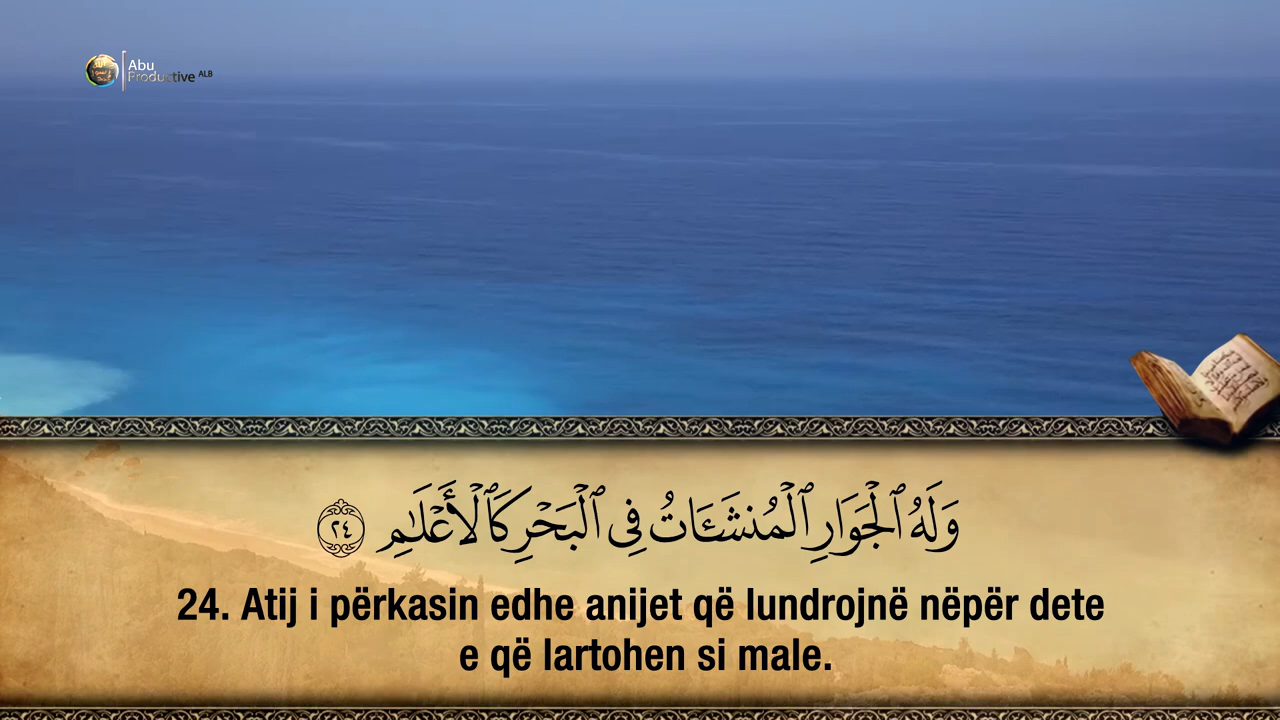 Abu
Productive ALB
وَلَهُ ٱلْجَوَارِ ٱلْمُنشَـَٔاتُ فِى ٱلْبَحْرِ كَٱلْأَعْلَـٰمِ ٢٤
24. Atij i përkasin edhe anijet që lundrojnë nëpër dete
e që lartohen si male.